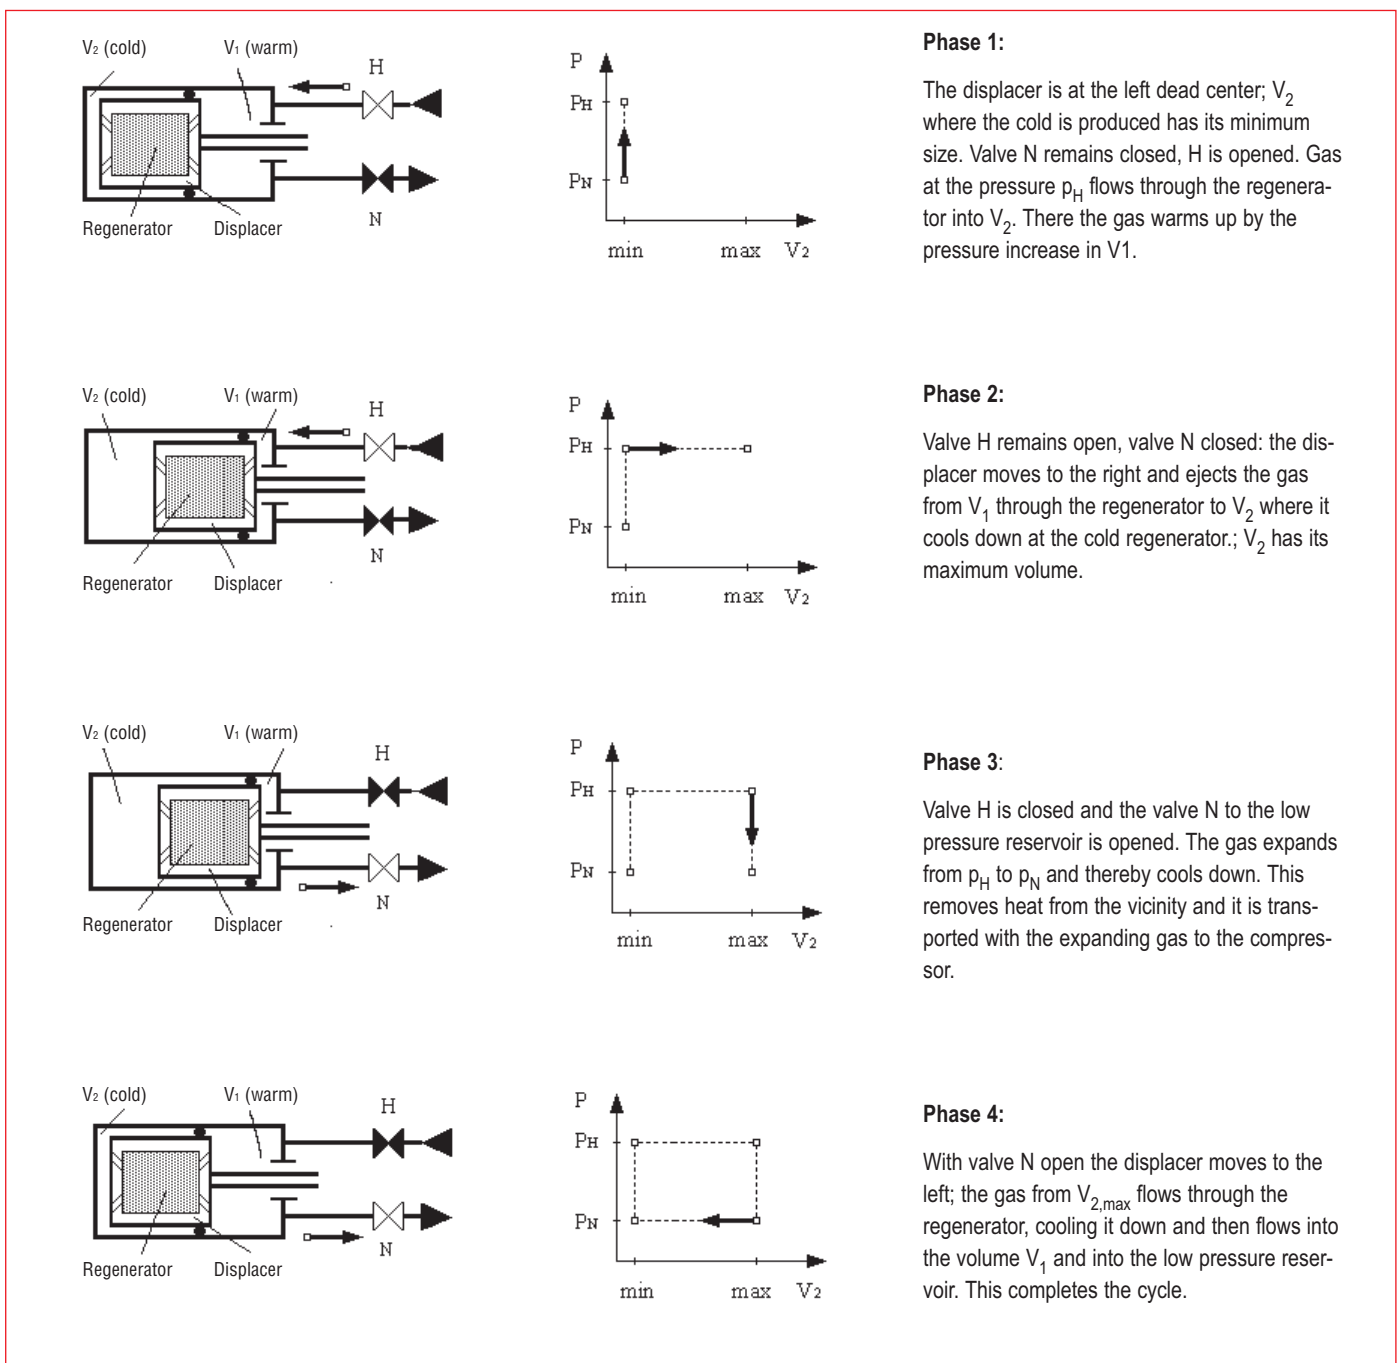 V₂ (cold) V₁ (warm)
H
N
Regenerator Displacer
P
PH
PN
min max V₂
Phase 1:
The displacer is at the left dead center; V₂
where the cold is produced has its minimum
size. Valve N remains closed, H is opened. Gas
at the pressure pH flows through the regenera-
tor into V₂. There the gas warms up by the
pressure increase in V1.
V₂ (cold) V₁ (warm)
H
N
Regenerator Displacer
P
PH
PN
min max V₂
Phase 2:
Valve H remains open, valve N closed: the dis-
placer moves to the right and ejects the gas
from V₁ through the regenerator to V₂ where it
cools down at the cold regenerator.; V₂ has its
maximum volume.
V₂ (cold) V₁ (warm)
H
N
Regenerator Displacer
P
PH
PN
min max V₂
Phase 3:
Valve H is closed and the valve N to the low
pressure reservoir is opened. The gas expands
from pH to pN and thereby cools down. This
removes heat from the vicinity and it is trans-
ported with the expanding gas to the compres-
sor.
V₂ (cold) V₁ (warm)
H
N
Regenerator Displacer
P
PH
PN
min max V₂
Phase 4:
With valve N open the displacer moves to the
left; the gas from V2,max flows through the
regenerator, cooling it down and then flows into
the volume V₁ and into the low pressure reser-
voir. This completes the cycle.